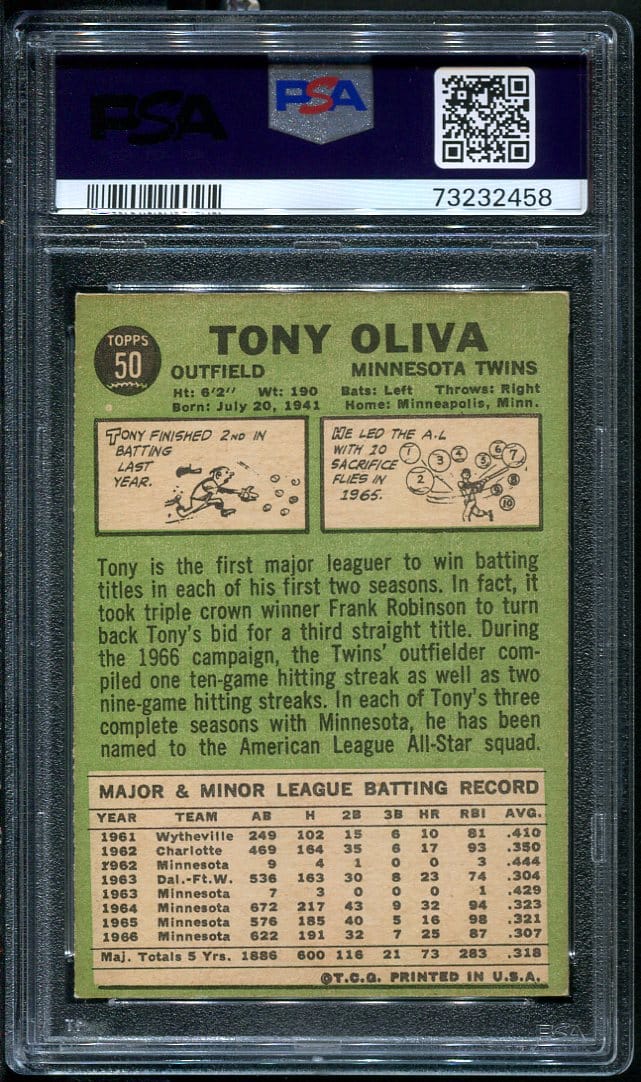 PSA
PSA
73232458
TOPPS
50
TONY OLIVA
OUTFIELD MINNESOTA TWINS
Ht: 6'2" Wt: 190 Bats: Left Throws: Right
Born: July 20, 1941 Home: Minneapolis, Minn.
TONY FINISHED 2ND IN
BATTING
LAST
YEAR.
HE LED THE A.L
WITH 10
SACRIFICE
FLIES IN
1965.
1
2
3
4
5
6
7
8
9
10
Tony is the first major leaguer to win batting
titles in each of his first two seasons. In fact, it
took triple crown winner Frank Robinson to turn
back Tony's bid for a third straight title. During
the 1966 campaign, the Twins' outfielder com-
piled one ten-game hitting streak as well as two
nine-game hitting streaks. In each of Tony's three
complete seasons with Minnesota, he has been
named to the American League All-Star squad.
MAJOR & MINOR LEAGUE BATTING RECORD
YEAR TEAM AB H 2B 3B HR RBI AVG.
1961 Wytheville 249 102 15 6 10 81 .410
1962 Charlotte 469 164 35 6 17 93 .350
1962 Minnesota 9 4 1 0 0 3 .444
1963 Dal.-Ft.W. 536 163 30 8 23 74 .304
1963 Minnesota 7 3 0 0 0 1 .429
1964 Minnesota 672 217 43 9 32 94 .323
1965 Minnesota 576 185 40 5 16 98 .321
1966 Minnesota 622 191 32 7 25 87 .307
Maj. Totals 5 Yrs. 1886 600 116 21 73 283 .318
©T.C.G. PRINTED IN U.S.A.
PSA